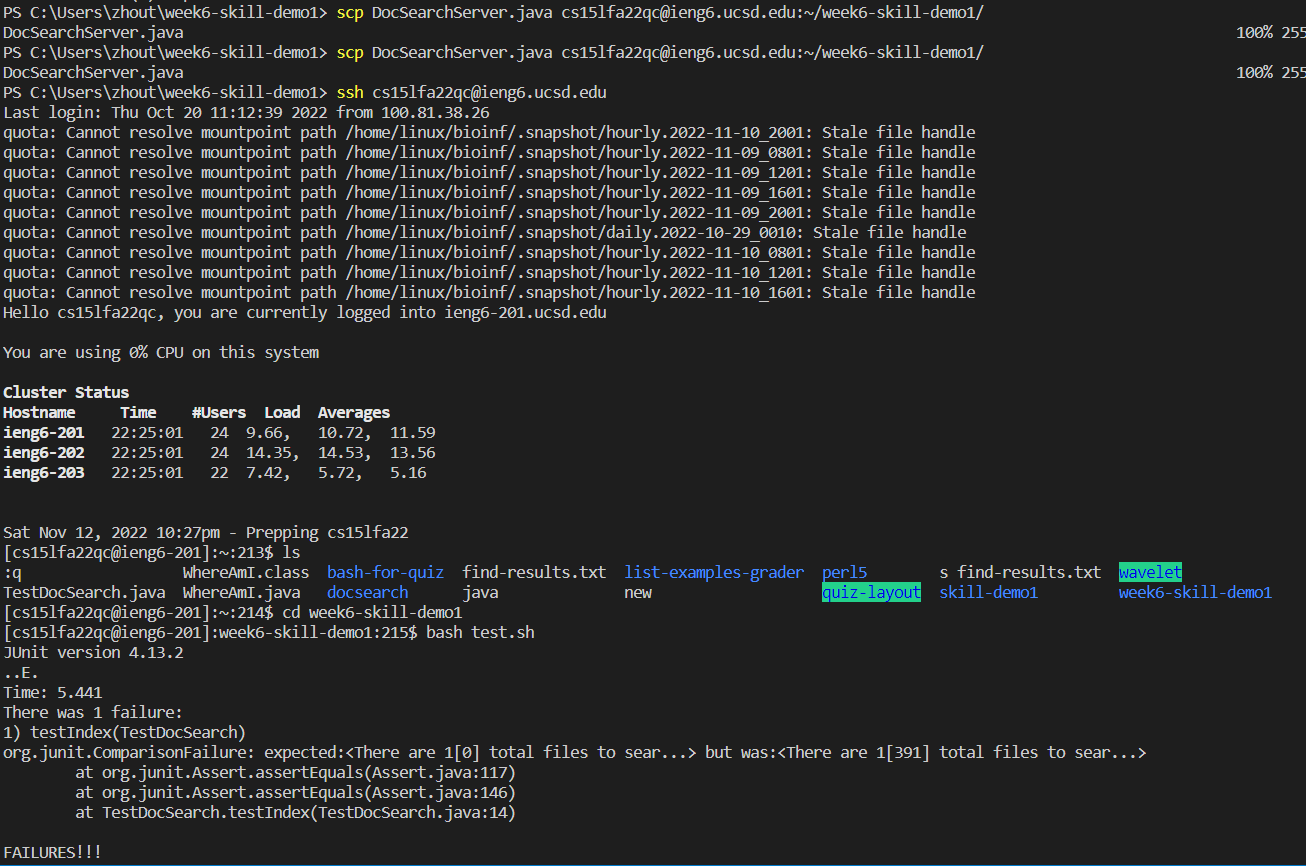 PS C:\Users\zhout\week6-skill-demo1> scp DocSearchServer.java cs15lfa22qc@ieng6.ucsd.edu:~/week6-skill-demo1/
DocSearchServer.java 100% 255
PS C:\Users\zhout\week6-skill-demo1> scp DocSearchServer.java cs15lfa22qc@ieng6.ucsd.edu:~/week6-skill-demo1/
DocSearchServer.java 100% 255
PS C:\Users\zhout\week6-skill-demo1> ssh cs15lfa22qc@ieng6.ucsd.edu
Last login: Thu Oct 20 11:12:39 2022 from 100.81.38.26
quota: Cannot resolve mountpoint path /home/linux/bioinf/.snapshot/hourly.2022-11-10_2001: Stale file handle
quota: Cannot resolve mountpoint path /home/linux/bioinf/.snapshot/hourly.2022-11-09_0801: Stale file handle
quota: Cannot resolve mountpoint path /home/linux/bioinf/.snapshot/hourly.2022-11-09_1201: Stale file handle
quota: Cannot resolve mountpoint path /home/linux/bioinf/.snapshot/hourly.2022-11-09_1601: Stale file handle
quota: Cannot resolve mountpoint path /home/linux/bioinf/.snapshot/hourly.2022-11-09_2001: Stale file handle
quota: Cannot resolve mountpoint path /home/linux/bioinf/.snapshot/daily.2022-10-29_0010: Stale file handle
quota: Cannot resolve mountpoint path /home/linux/bioinf/.snapshot/hourly.2022-11-10_0801: Stale file handle
quota: Cannot resolve mountpoint path /home/linux/bioinf/.snapshot/hourly.2022-11-10_1201: Stale file handle
quota: Cannot resolve mountpoint path /home/linux/bioinf/.snapshot/hourly.2022-11-10_1601: Stale file handle
Hello cs15lfa22qc, you are currently logged into ieng6-201.ucsd.edu
You are using 0% CPU on this system
Cluster Status
Hostname Time #Users Load Averages
ieng6-201 22:25:01 24 9.66, 10.72, 11.59
ieng6-202 22:25:01 24 14.35, 14.53, 13.56
ieng6-203 22:25:01 22 7.42, 5.72, 5.16
Sat Nov 12, 2022 10:27pm - Prepping cs15lfa22
[cs15lfa22qc@ieng6-201]:~:213$ ls
:q WhereAmI.class bash-for-quiz find-results.txt list-examples-grader perl5 s find-results.txt wavelet
TestDocSearch.java WhereAmI.java docsearch java new quiz-layout skill-demo1 week6-skill-demo1
[cs15lfa22qc@ieng6-201]:~:214$ cd week6-skill-demo1
[cs15lfa22qc@ieng6-201]:week6-skill-demo1:215$ bash test.sh
JUnit version 4.13.2
..E.
Time: 5.441
There was 1 failure:
1) testIndex(TestDocSearch)
org.junit.ComparisonFailure: expected:<There are 1[0] total files to sear...> but was:<There are 1[391] total files to sear...>
at org.junit.Assert.assertEquals(Assert.java:117)
at org.junit.Assert.assertEquals(Assert.java:146)
at TestDocSearch.testIndex(TestDocSearch.java:14)
FAILURES!!!